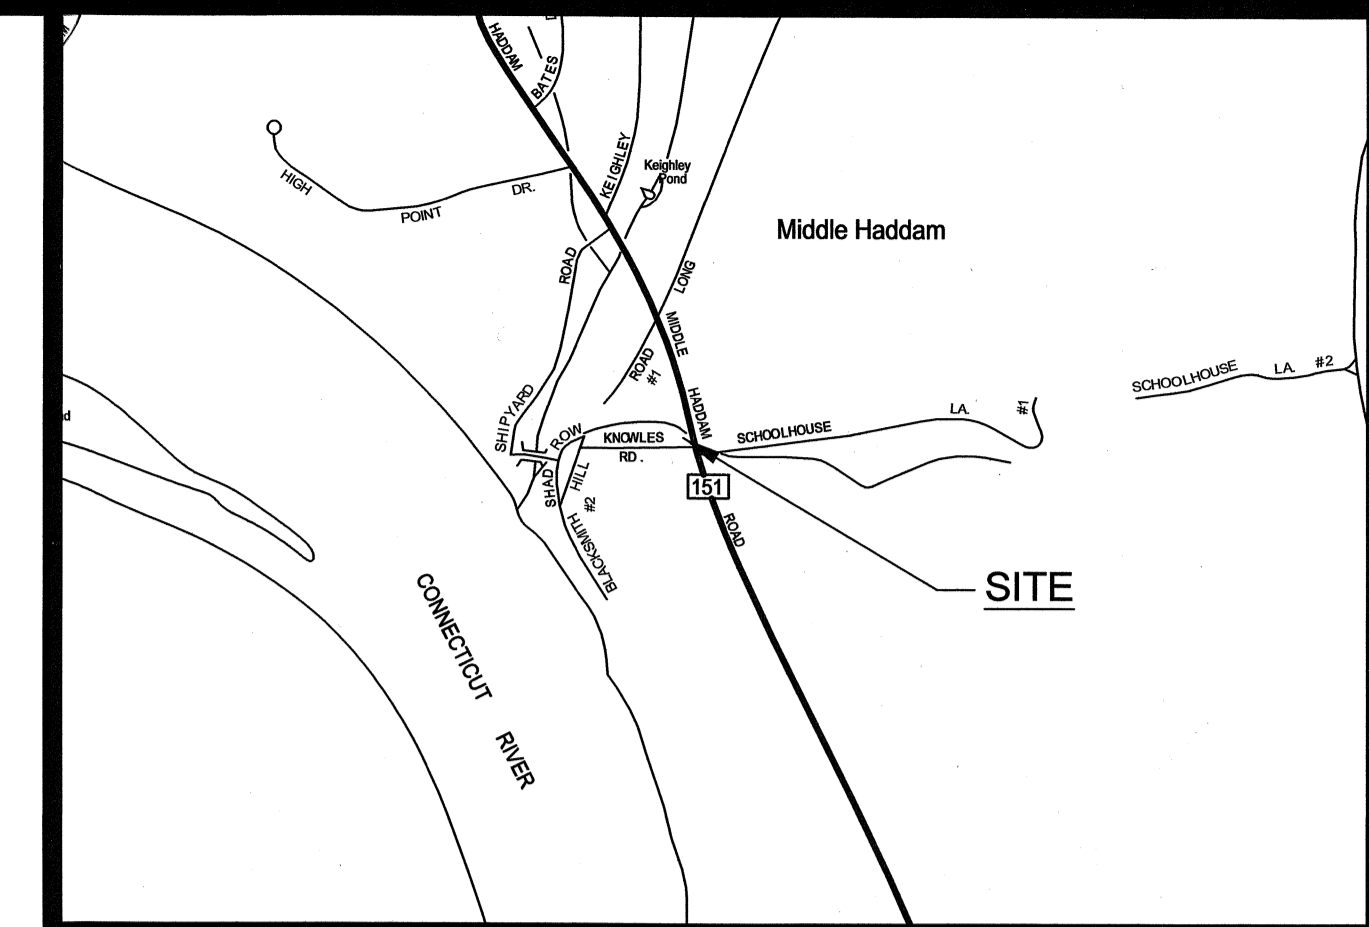 HADDAM
BATES
KEIGHLEY
Keighley
Pond
HIGH
POINT
DR.
Middle Haddam
ROAD
LONG
MIDDLE
ROAD
#1
SCHOOLHOUSE
LA.
#2
SHIPYARD
HADDAM
ROW
KNOWLES
RD.
SCHOOLHOUSE
LA.
#1
SHAD
HILL
#2
BLACKSMITH
151
ROAD
SITE
CONNECTICUT
RIVER